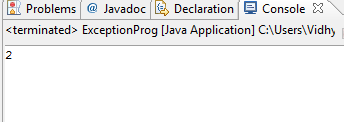 Problems @ Javadoc Declaration Console
<terminated> ExceptionProg [Java Application] C:\Users\Vidhy
2